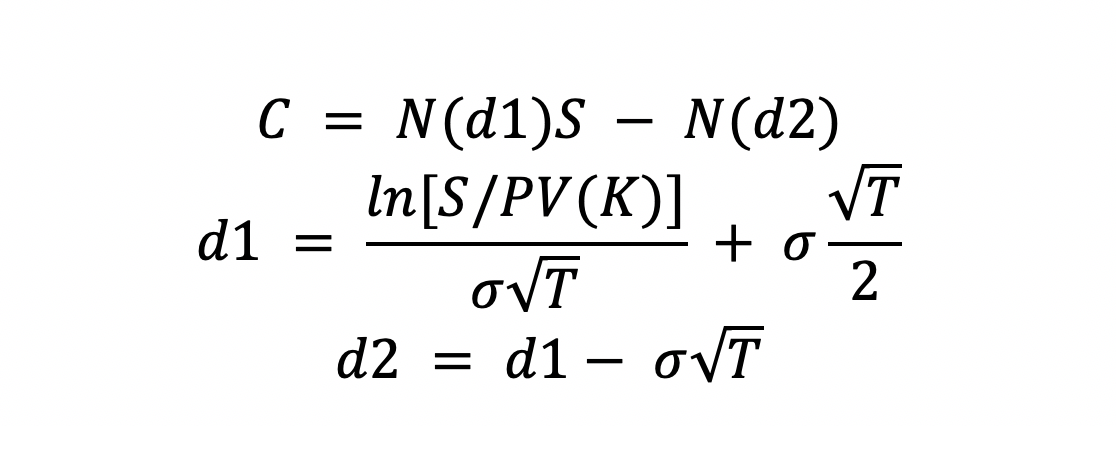 C = N(d1)S − N(d2)
d1 = ln[S/PV(K)] / σ√T + σ √T / 2
d2 = d1 − σ√T